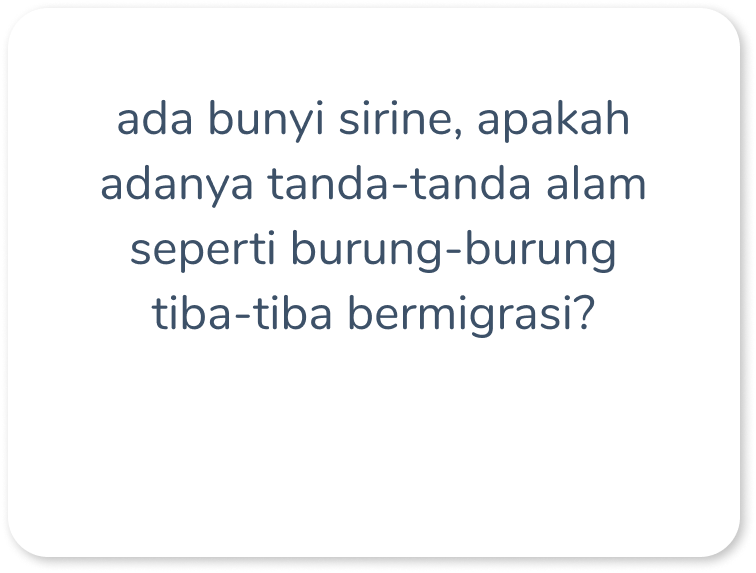 ada bunyi sirine, apakah
adanya tanda-tanda alam
seperti burung-burung
tiba-tiba bermigrasi?